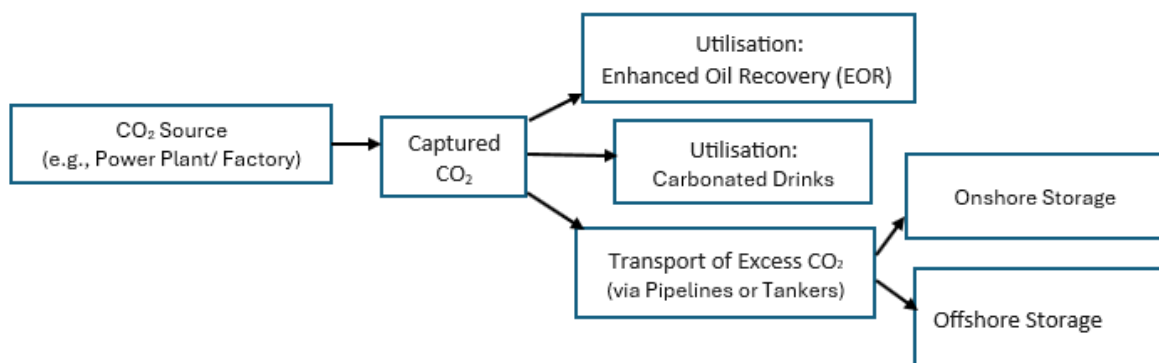 CO₂ Source
(e.g., Power Plant/ Factory)
Captured
CO₂
Utilisation:
Enhanced Oil Recovery (EOR)
Utilisation:
Carbonated Drinks
Transport of Excess CO₂
(via Pipelines or Tankers)
Onshore Storage
Offshore Storage